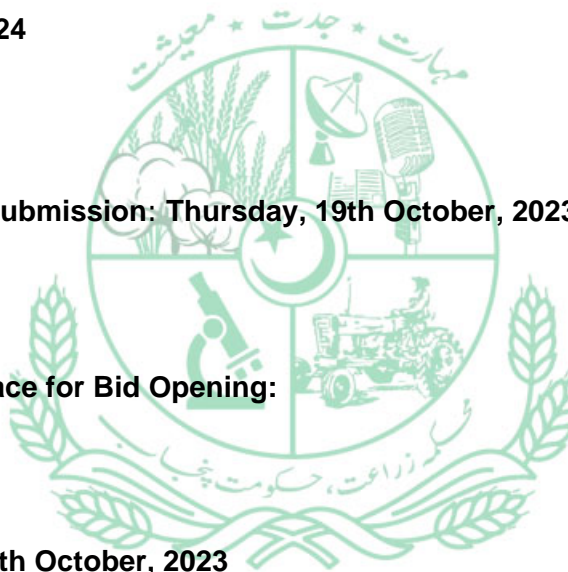 24
مہارت ٭ جدت ٭ معیشت
ubmission: Thursday, 19th October, 2023
ace for Bid Opening:
محکمہ زراعت، حکومت پنجاب
th October, 2023